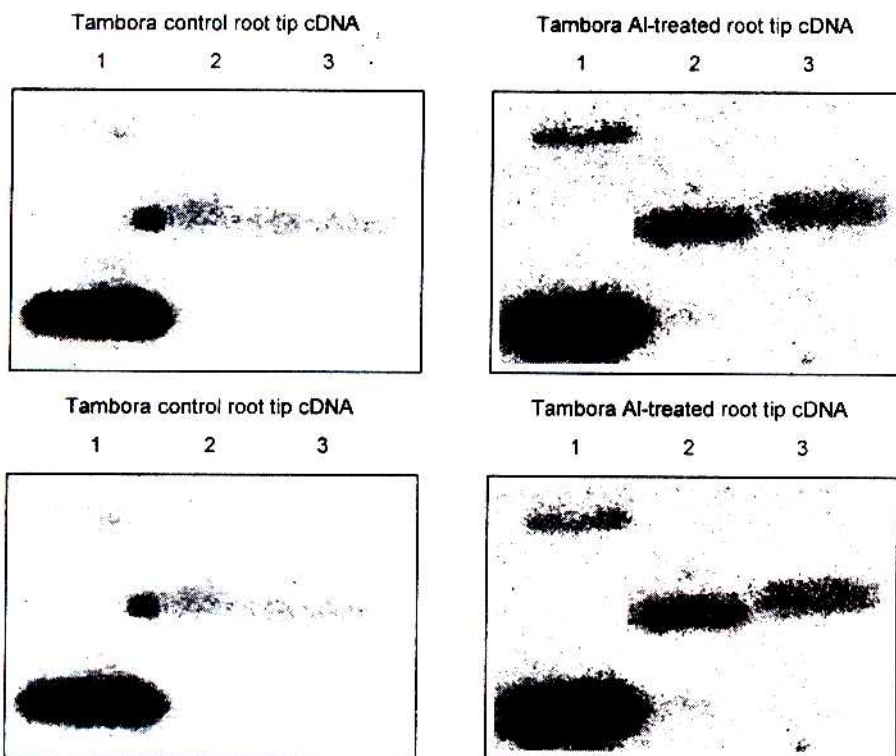 Tambora control root tip cDNA
1 2 3
Tambora Al-treated root tip cDNA
1 2 3
Tambora control root tip cDNA
1 2 3
Tambora Al-treated root tip cDNA
1 2 3